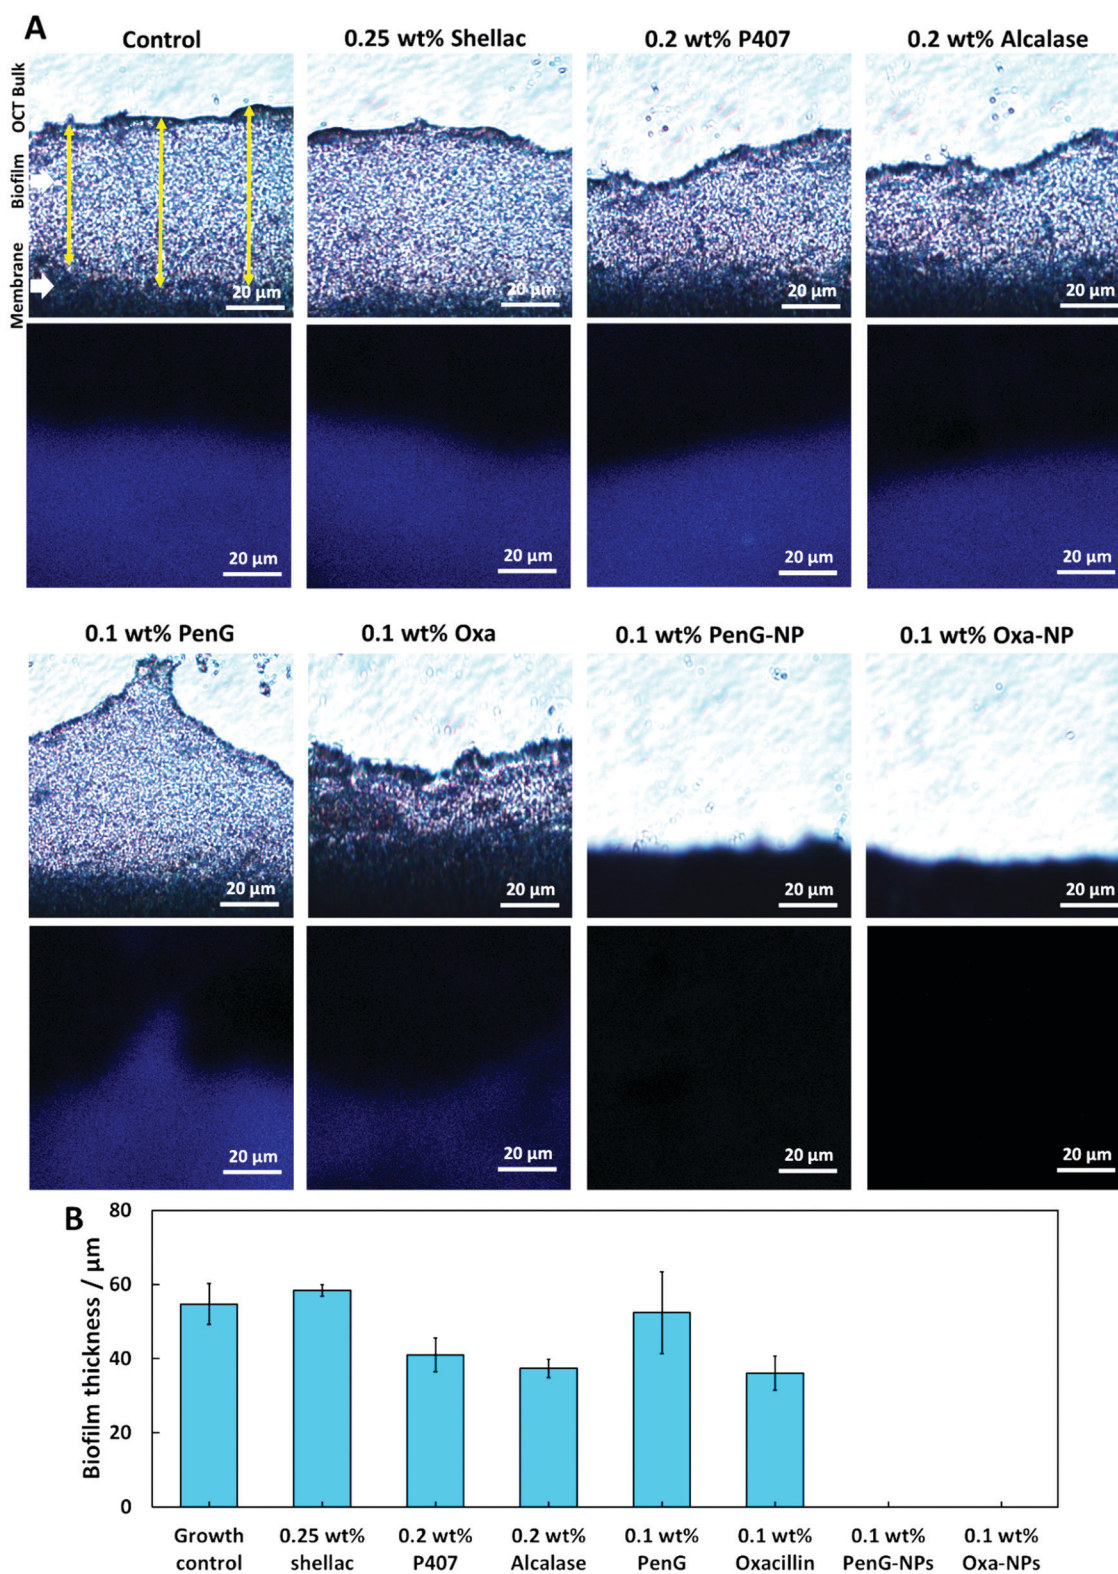 A
Control
0.25 wt% Shellac
0.2 wt% P407
0.2 wt% Alcalase
OCT Bulk
Biofilm
Membrane
20 µm
20 µm
20 µm
20 µm
20 µm
20 µm
20 µm
20 µm
0.1 wt% PenG
0.1 wt% Oxa
0.1 wt% PenG-NP
0.1 wt% Oxa-NP
20 µm
20 µm
20 µm
20 µm
20 µm
20 µm
20 µm
20 µm
B
Biofilm thickness / µm
80
60
40
20
0
Growth control
0.25 wt% shellac
0.2 wt% P407
0.2 wt% Alcalase
0.1 wt% PenG
0.1 wt% Oxacillin
0.1 wt% PenG-NPs
0.1 wt% Oxa-NPs